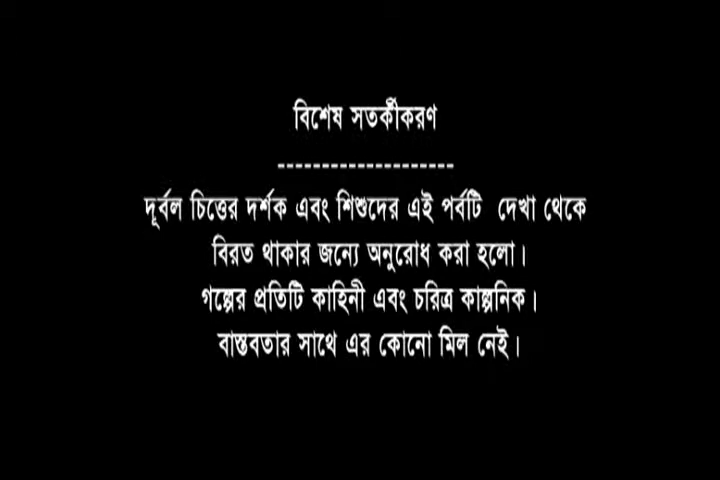 বিশেষ সতর্কীকরণ
--------------------
দূর্বল চিত্তের দর্শক এবং শিশুদের এই পর্বটি দেখা থেকে
বিরত থাকার জন্যে অনুরোধ করা হলো।
গল্পের প্রতিটি কাহিনী এবং চরিত্র কাল্পনিক।
বাস্তবতার সাথে এর কোনো মিল নেই।